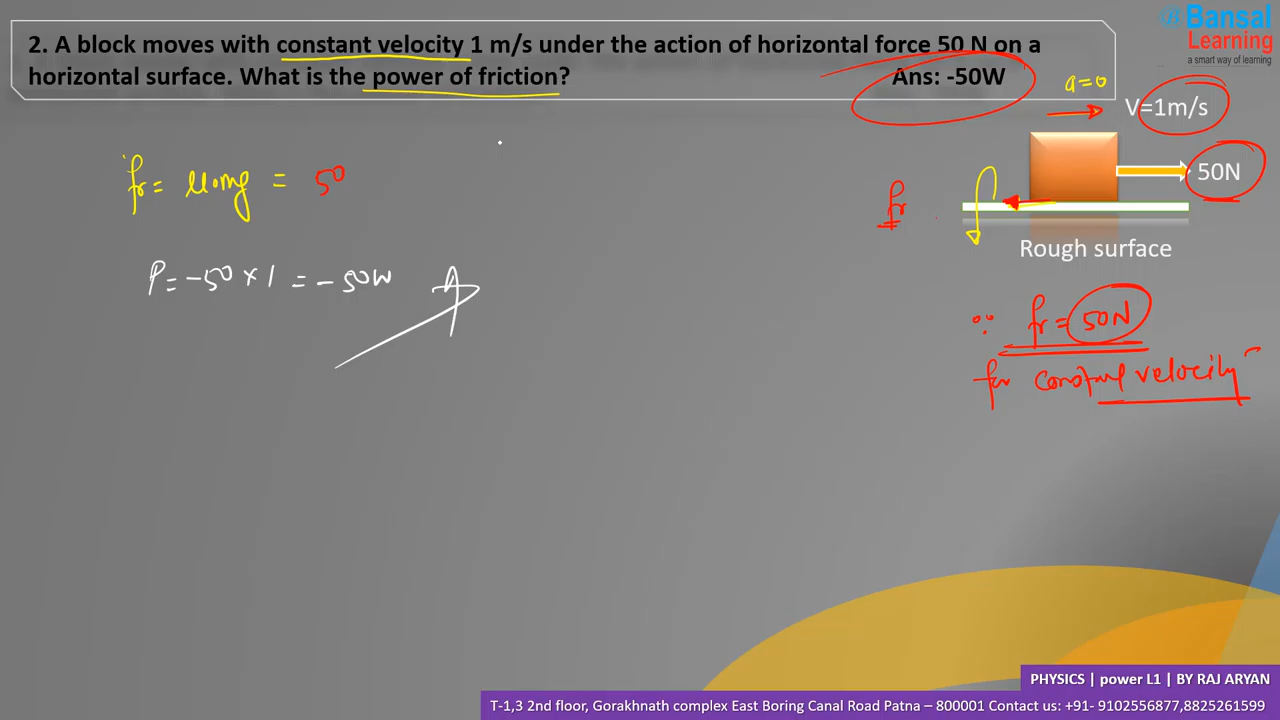 2. A block moves with constant velocity 1 m/s under the action of horizontal force 50 N on a
horizontal surface. What is the power of friction? Ans: -50W
Bansal
Learning
a smart way of learning
a=0
V=1m/s
50N
fr
Rough surface
fr = μmg = 50
P = -50 × 1 = -50W
∵ fr = 50N
for constant velocity
PHYSICS | power L1 | BY RAJ ARYAN
T-1,3 2nd floor, Gorakhnath complex East Boring Canal Road Patna – 800001 Contact us: +91- 9102556877,8825261599